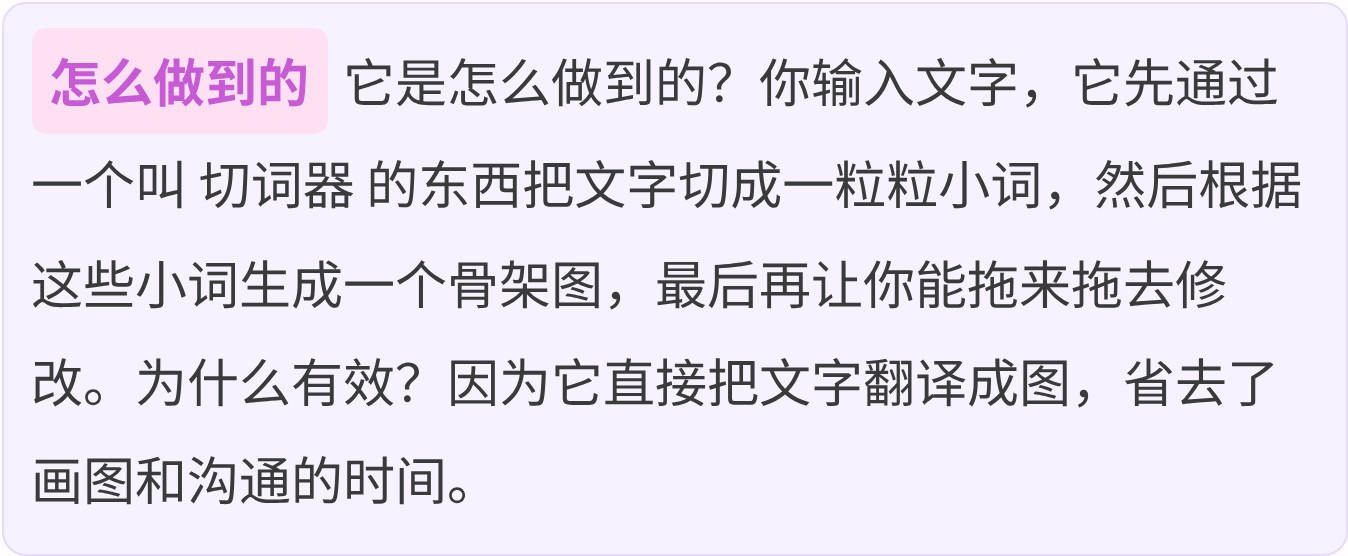 怎么做到的 它是怎么做到的？你输入文字，它先通过
一个叫 切词器 的东西把文字切成一粒粒小词，然后根据
这些小词生成一个骨架图，最后再让你能拖来拖去修
改。为什么有效？因为它直接把文字翻译成图，省去了
画图和沟通的时间。